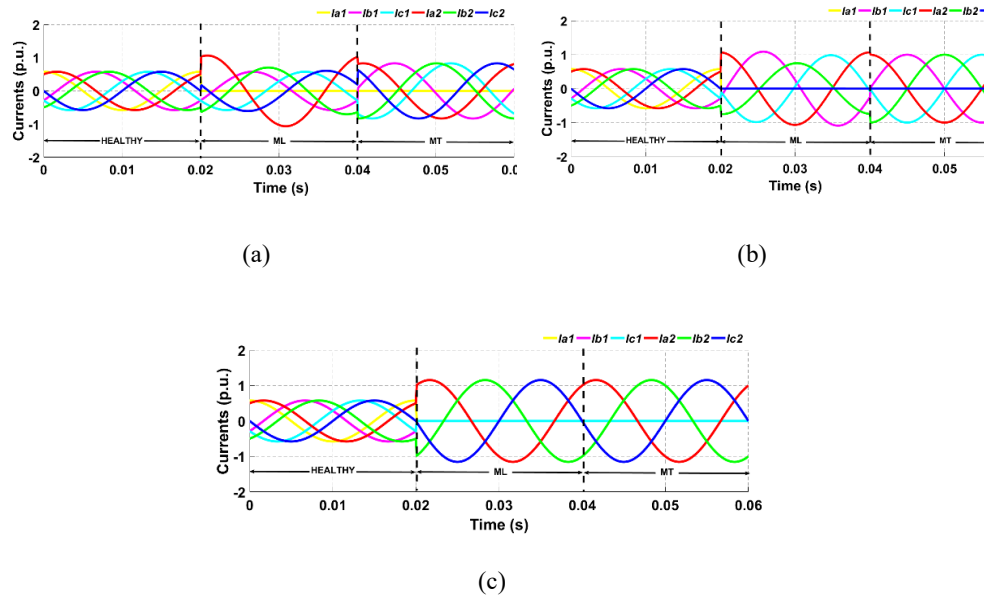 Ia1 Ib1 Ic1 Ia2 Ib2 Ic2
Currents (p.u.)
2
1
0
-1
-2
HEALTHY ML MT
0 0.01 0.02 0.03 0.04 0.05
Time (s)
(a)
Ia1 Ib1 Ic1 Ia2 Ib2
Currents (p.u.)
2
1
0
-1
-2
HEALTHY ML MT
0 0.01 0.02 0.03 0.04 0.05
Time (s)
(b)
Ia1 Ib1 Ic1 Ia2 Ib2 Ic2
Currents (p.u.)
2
1
0
-1
-2
HEALTHY ML MT
0 0.01 0.02 0.03 0.04 0.05 0.06
Time (s)
(c)